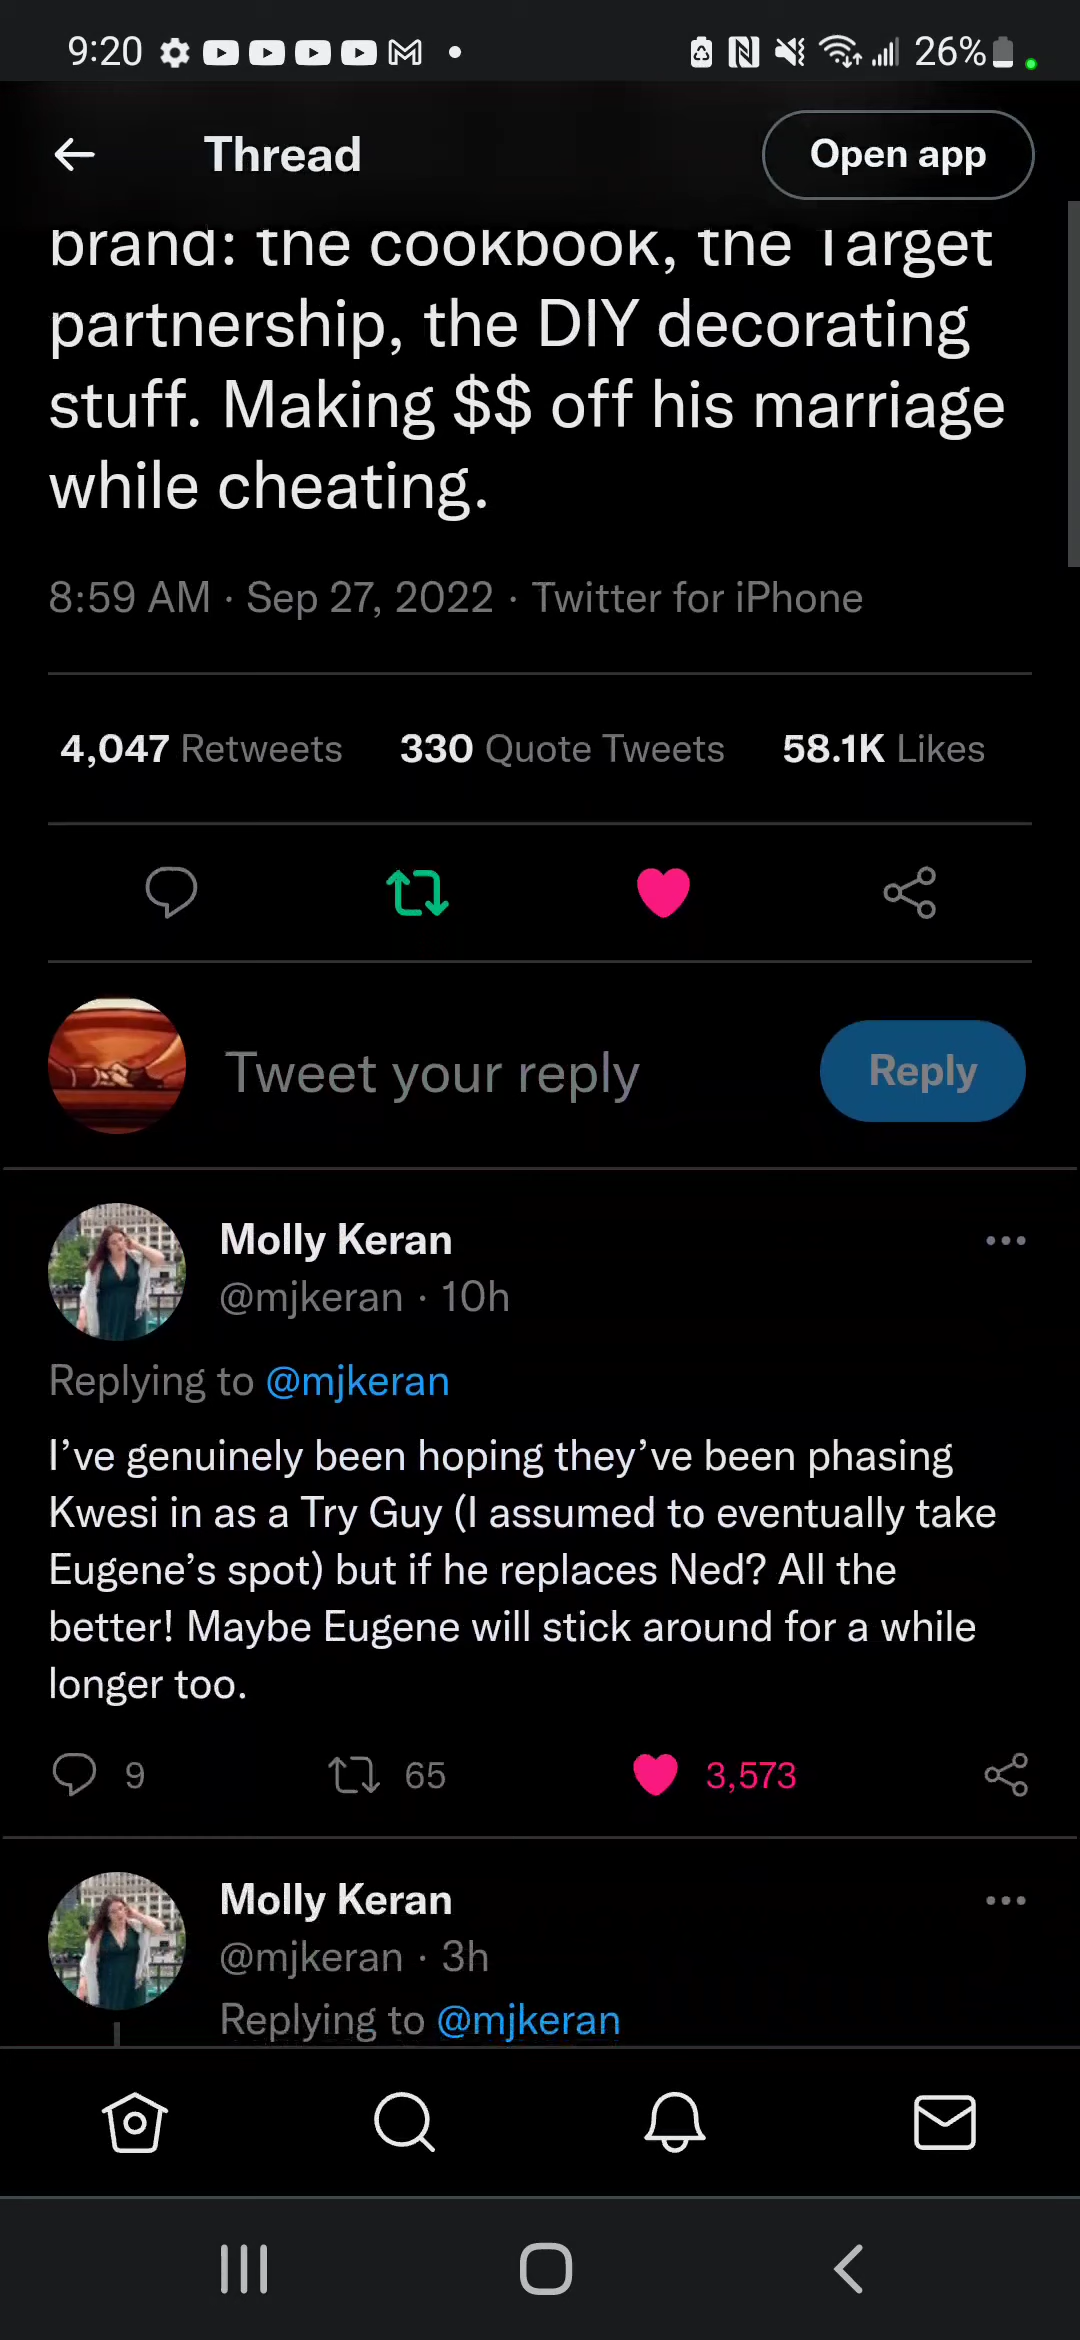 9:20
26%
Thread
Open app
brand: the cookbook, the Target
partnership, the DIY decorating
stuff. Making $$ off his marriage
while cheating.
8:59 AM · Sep 27, 2022 · Twitter for iPhone
4,047 Retweets 330 Quote Tweets 58.1K Likes
Tweet your reply
Reply
Molly Keran
@mjkeran · 10h
Replying to @mjkeran
I’ve genuinely been hoping they’ve been phasing
Kwesi in as a Try Guy (I assumed to eventually take
Eugene’s spot) but if he replaces Ned? All the
better! Maybe Eugene will stick around for a while
longer too.
9 65 3,573
Molly Keran
@mjkeran · 3h
Replying to @mjkeran